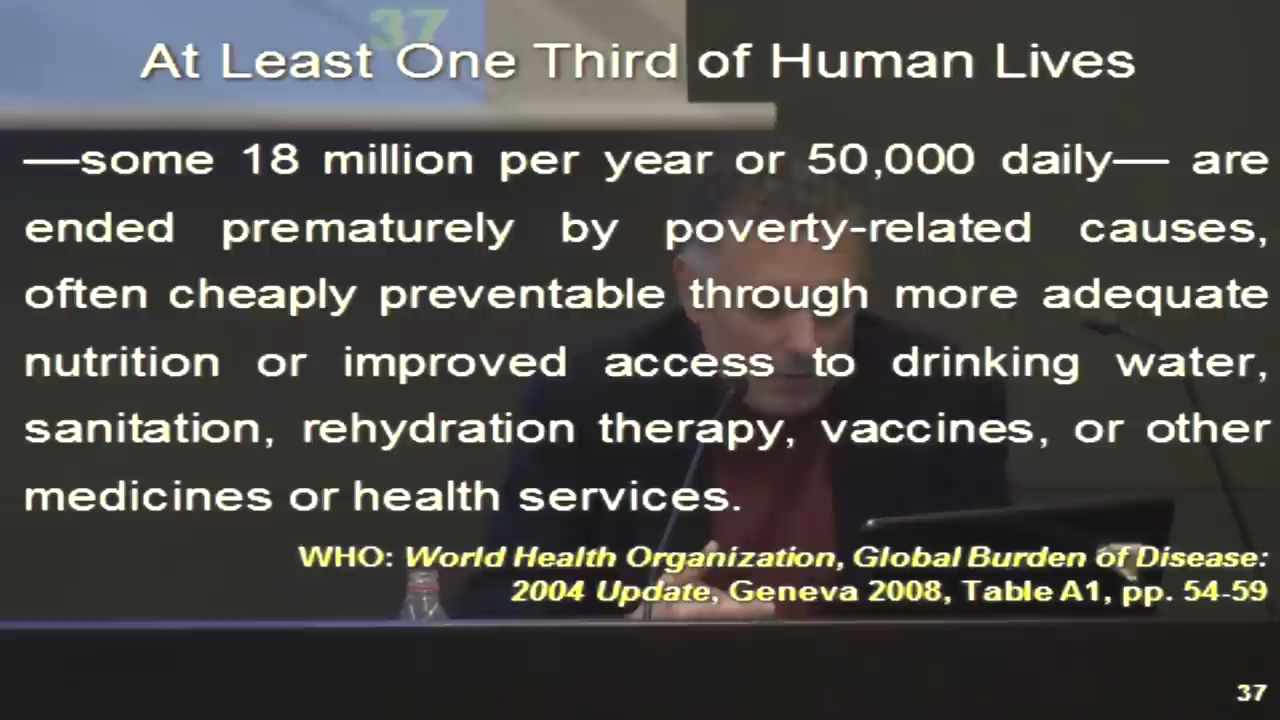 37
At Least One Third of Human Lives
—some 18 million per year or 50,000 daily— are
ended prematurely by poverty-related causes,
often cheaply preventable through more adequate
nutrition or improved access to drinking water,
sanitation, rehydration therapy, vaccines, or other
medicines or health services.
WHO: World Health Organization, Global Burden of Disease:
2004 Update, Geneva 2008, Table A1, pp. 54-59
37